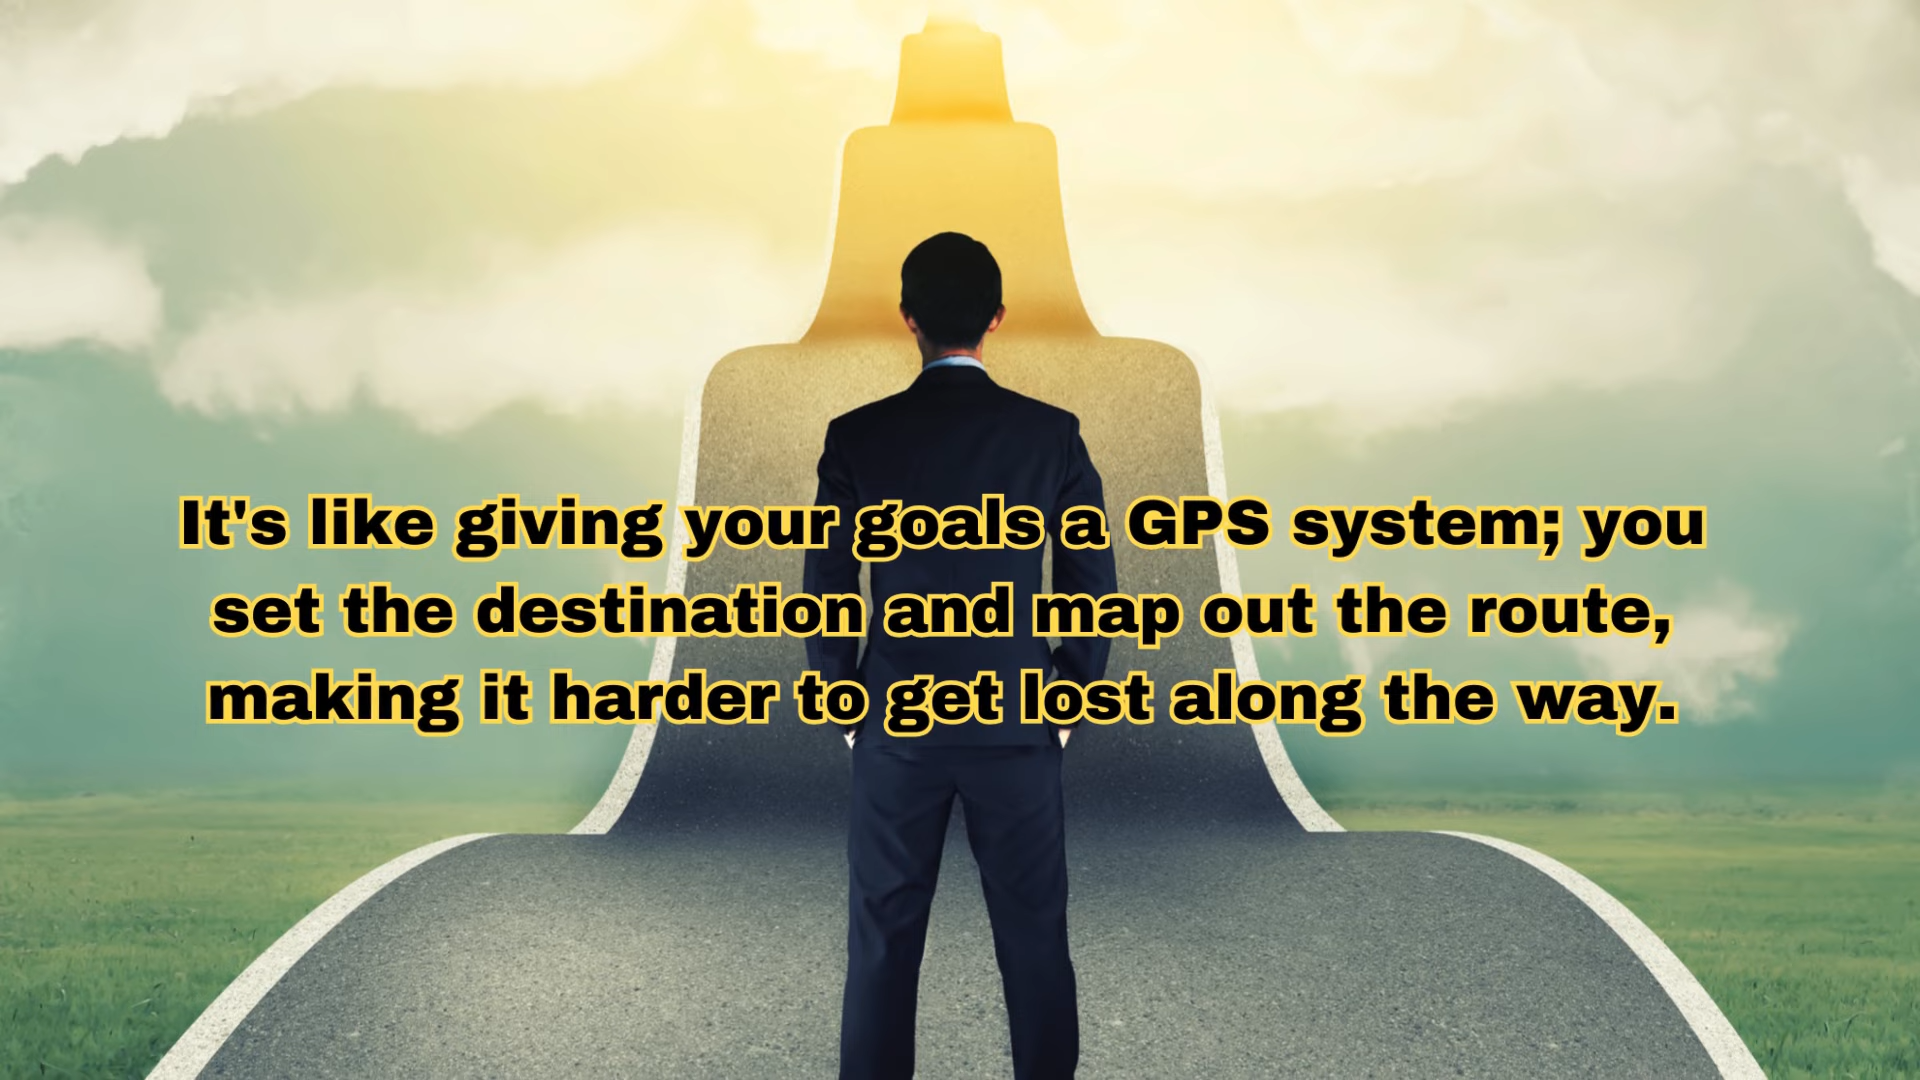 It's like giving your goals a GPS system; you
set the destination and map out the route,
making it harder to get lost along the way.